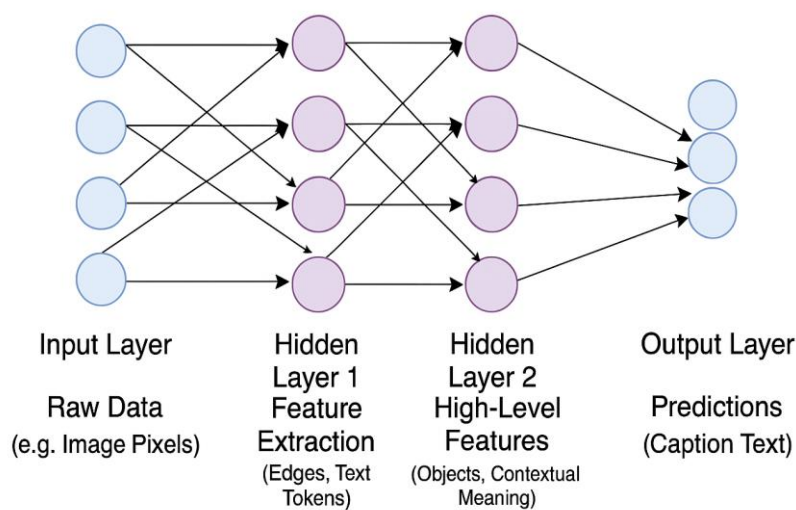 Input Layer
Raw Data
(e.g. Image Pixels)
Hidden
Layer 1
Feature
Extraction
(Edges, Text
Tokens)
Hidden
Layer 2
High-Level
Features
(Objects, Contextual
Meaning)
Output Layer
Predictions
(Caption Text)